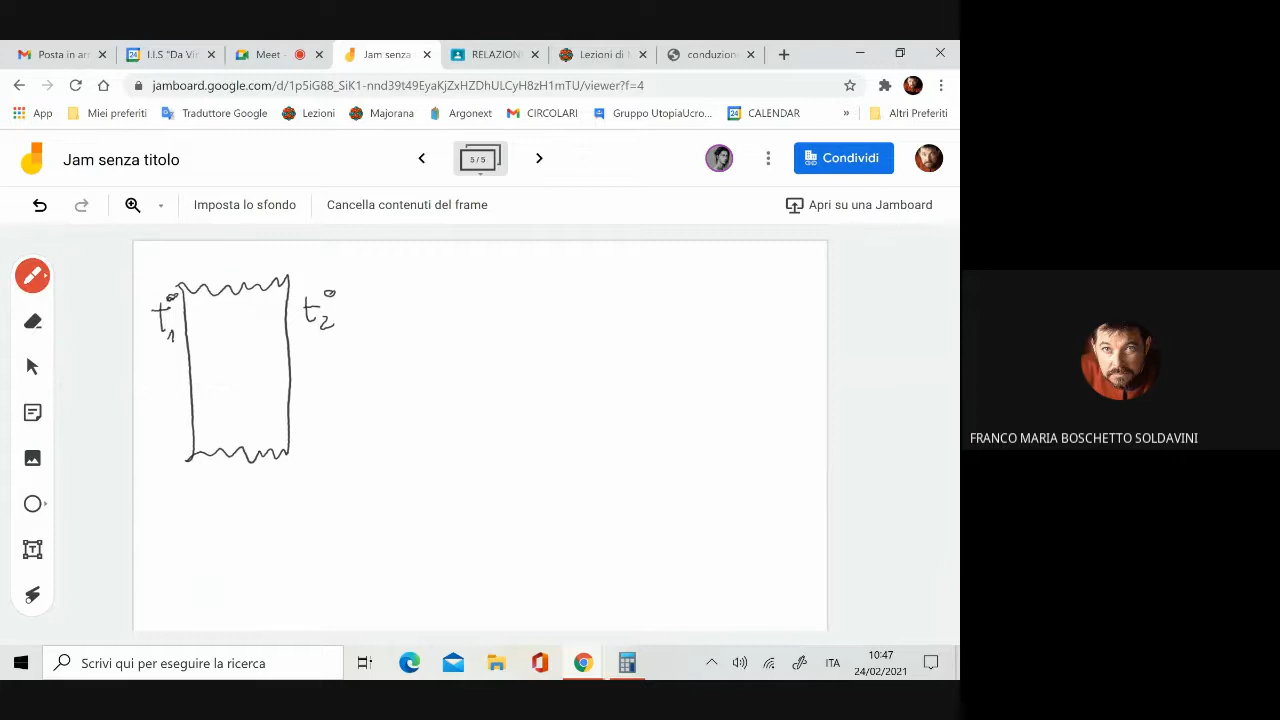 Posta in arr
I.I.S "Da Vin
Meet -
Jam senza
RELAZION
Lezioni di M
conduzion
jamboard.google.com/d/1p5iG88_SiK1-nnd39t49EyaKjZxHZDhULCyH8zH1mTU/viewer?f=4
App
Miei preferiti
Traduttore Google
Lezioni
Majorana
Argonext
CIRCOLARI
Gruppo UtopiaUcro...
CALENDAR
»
Altri Preferiti
Jam senza titolo
5 / 5
Condividi
Imposta lo sfondo
Cancella contenuti del frame
Apri su una Jamboard
t₁°
t₂°
FRANCO MARIA BOSCHETTO SOLDAVINI
Scrivi qui per eseguire la ricerca
ITA
10:47
24/02/2021